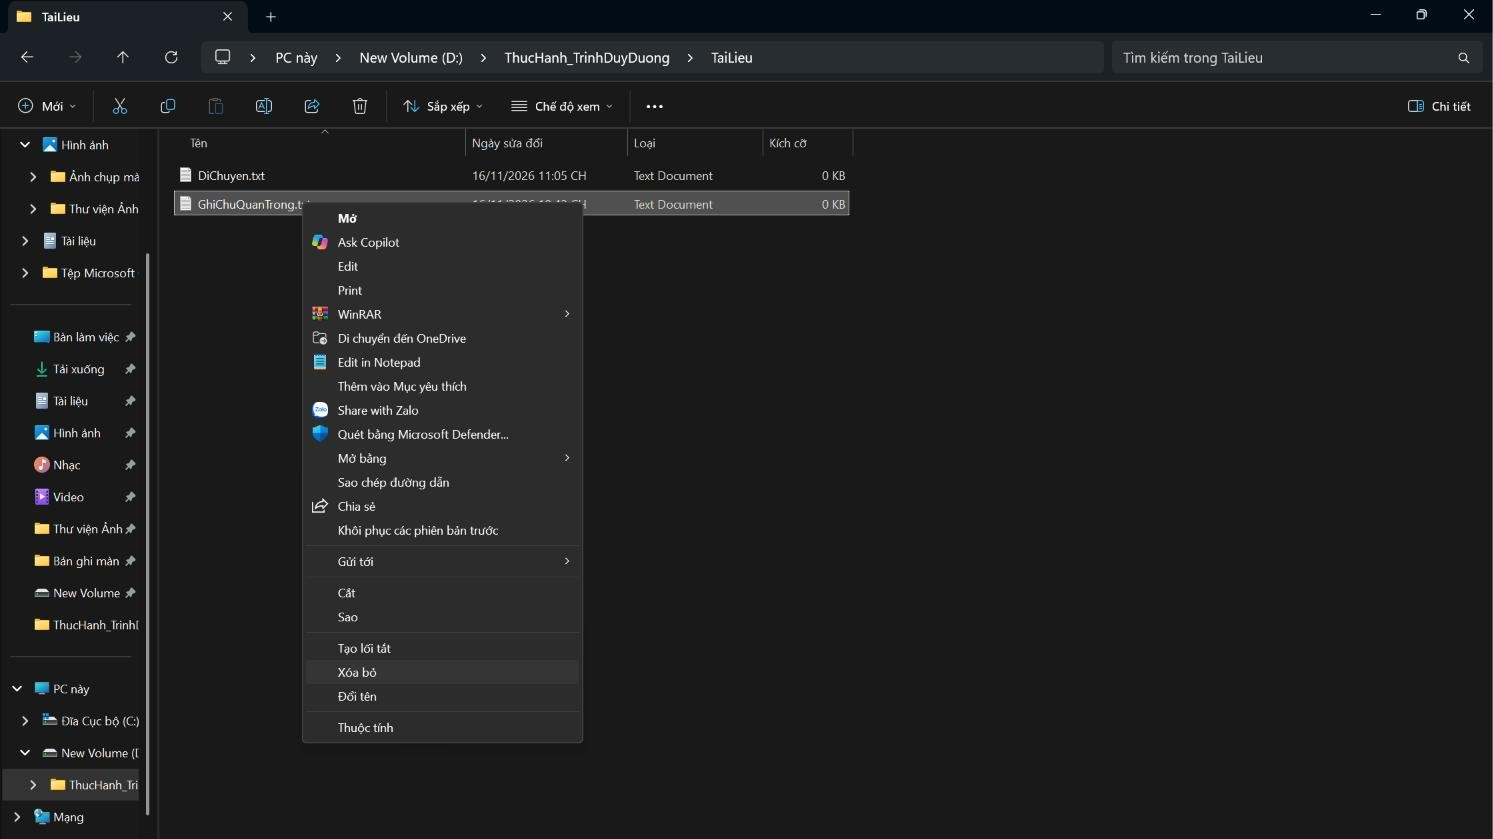 TaiLieu
PC này
New Volume (D:)
ThucHanh_TrinhDuyDuong
TaiLieu
Tìm kiếm trong TaiLieu
Mới
Sắp xếp
Chế độ xem
Chi tiết
Hình ảnh
Ảnh chụp mà
Thư viện Ảnh
Tài liệu
Tệp Microsoft
Bàn làm việc
Tải xuống
Tài liệu
Hình ảnh
Nhạc
Video
Thư viện Ảnh
Bản ghi màn
New Volume
ThucHanh_Trinh
PC này
Đĩa Cục bộ (C:)
New Volume (
ThucHanh_Tri
Mạng
Tên
Ngày sửa đổi
Loại
Kích cỡ
DiChuyen.txt
16/11/2026 11:05 CH
Text Document
0 KB
GhiChuQuanTrong.
Text Document
0 KB
Mở
Ask Copilot
Edit
Print
WinRAR
Di chuyển đến OneDrive
Edit in Notepad
Thêm vào Mục yêu thích
Zalo
Share with Zalo
Quét bằng Microsoft Defender...
Mở bằng
Sao chép đường dẫn
Chia sẻ
Khôi phục các phiên bản trước
Gửi tới
Cắt
Sao
Tạo lối tắt
Xóa bỏ
Đổi tên
Thuộc tính